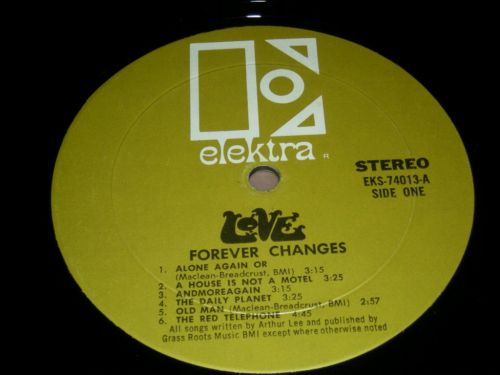 elektra R
STEREO
EKS-74013-A
SIDE ONE
LOVE
FOREVER CHANGES
1. ALONE AGAIN OR
(Maclean-Breadcrust, BMI) 3:15
2. A HOUSE IS NOT A MOTEL 3:25
3. ANDMOREAGAIN 3:15
4. THE DAILY PLANET 3:25
5. OLD MAN (Maclean-Breadcrust, BMI) 2:57
6. THE RED TELEPHONE 4:45
All songs written by Arthur Lee and published by
Grass Roots Music BMI except where otherwise noted